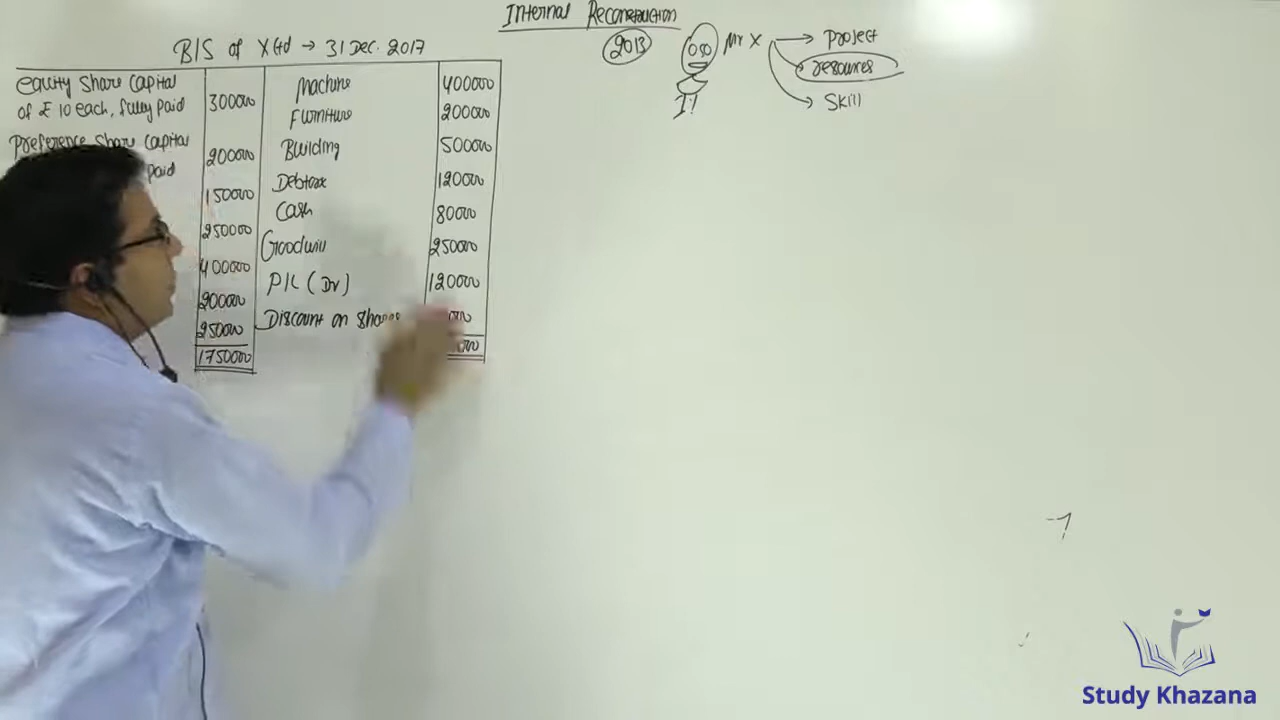 Internal Reconstruction
B/S of X Ltd → 31 Dec. 2017
equity share capital
of ₹ 10 each, fully paid
300000
preference share capital
paid
200000
150000
250000
400000
200000
250000
1750000
Machine 400000
Furniture 200000
Building 500000
Debtors 120000
Cash 80000
Goodwill 250000
P/L (Dr) 120000
Discount on
2013
Mr X
→ Project
→ resources
→ Skill
Study Khazana